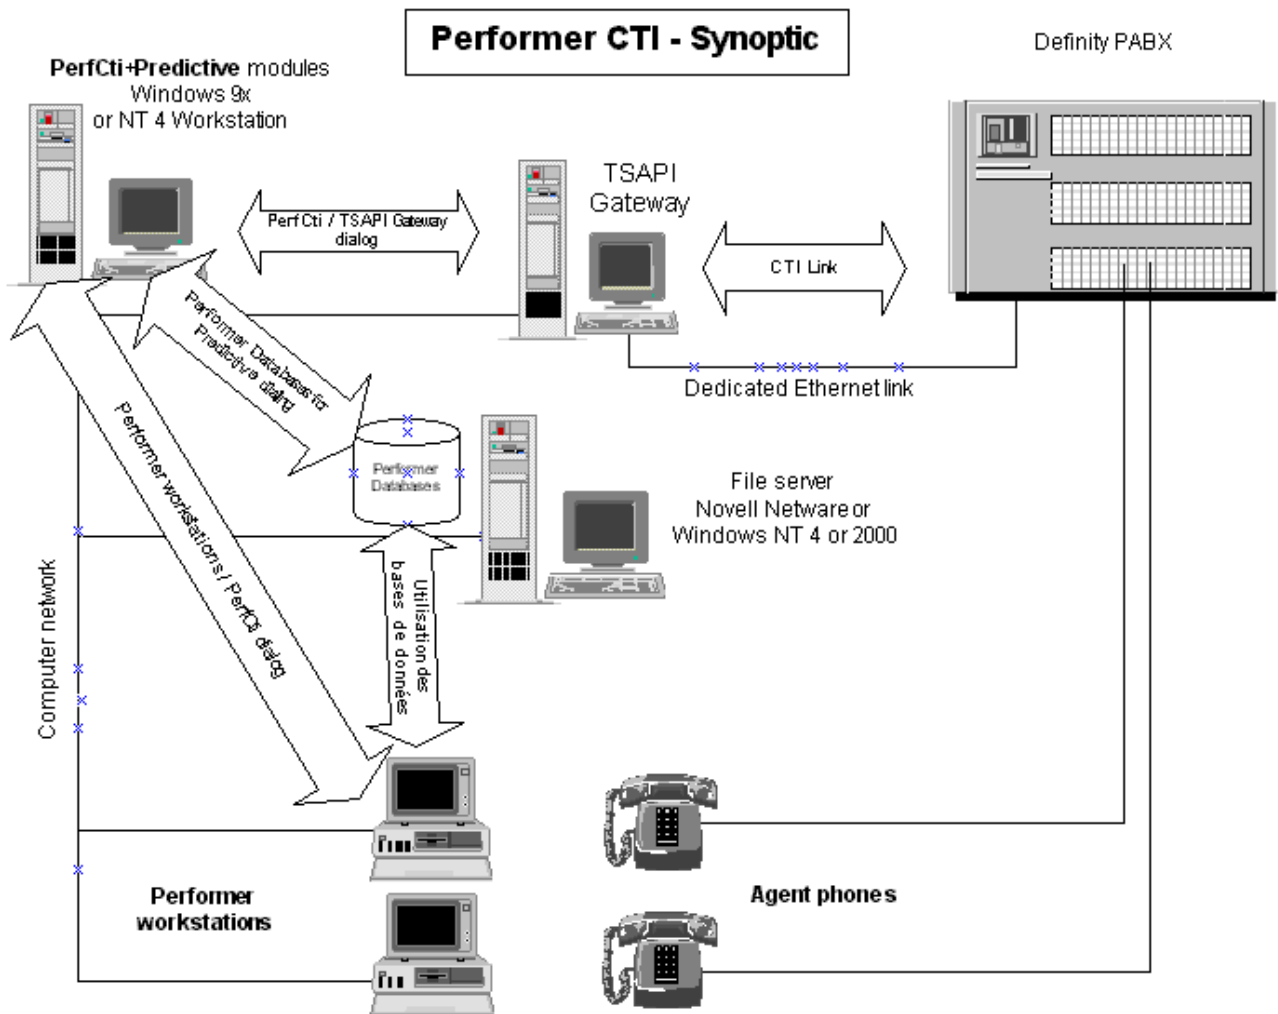 Performer CTI - Synoptic
Definity PABX
PerfCti+Predictive modules
Windows 9x
or NT 4 Workstation
TSAPI
Gateway
PerfCti / TSAPI Gateway
dialog
CTI Link
Performer Databases for
Predictive dialog
Dedicated Ethernet link
Performer workstations / PerfCti dialog
Performer
Databases
File server
Novell Netware or
Windows NT 4 or 2000
Utilisation des
bases de données
Computer network
Performer
workstations
Agent phones